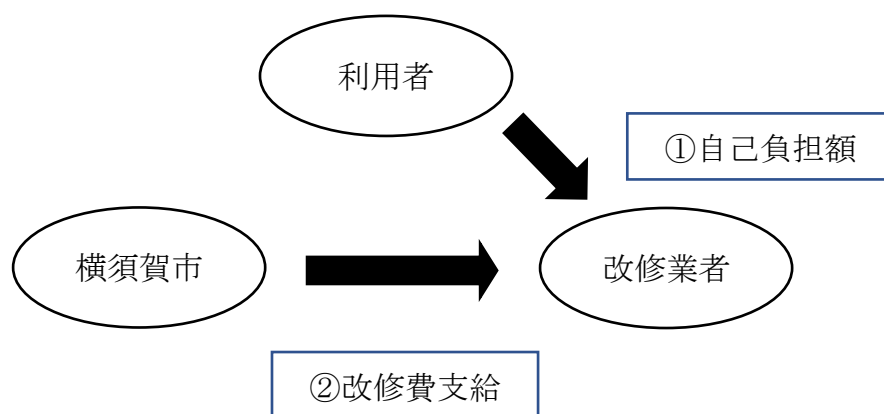 利用者
①自己負担額
横須賀市
改修業者
②改修費支給